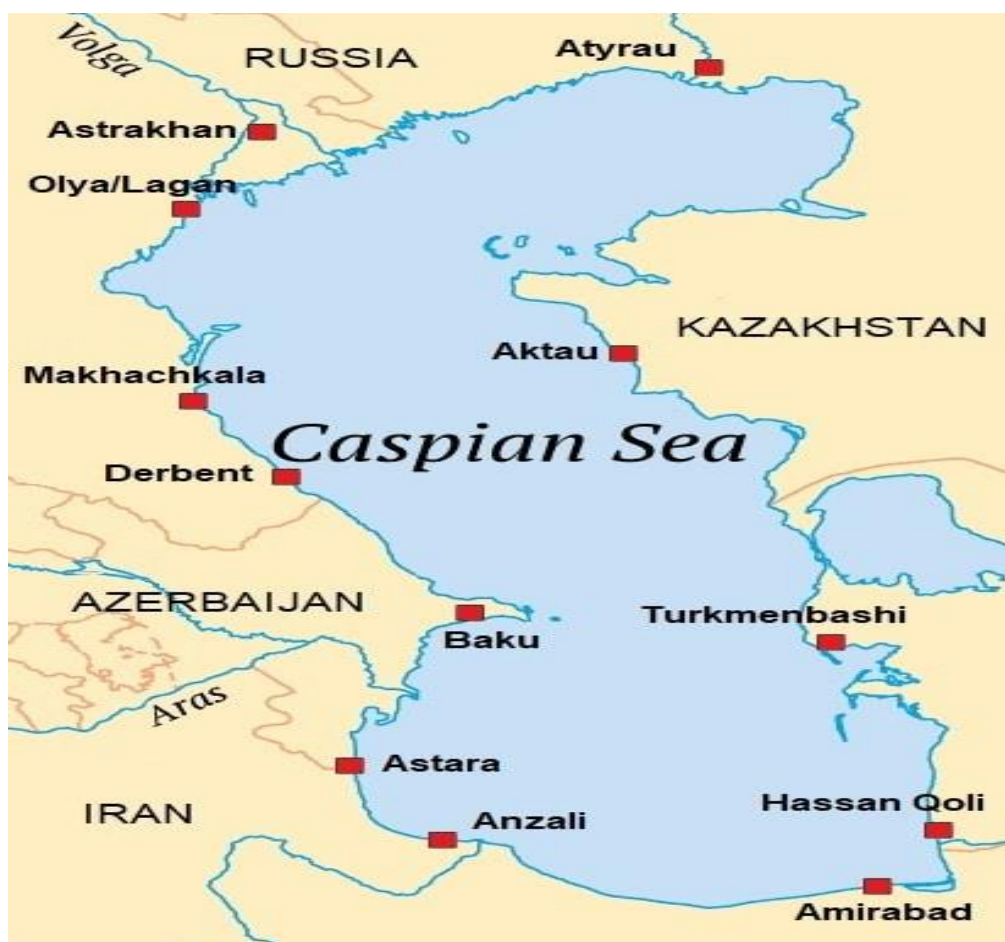 Volga
RUSSIA
Atyrau
Astrakhan
Olya/Lagan
KAZAKHSTAN
Aktau
Makhachkala
Caspian Sea
Derbent
AZERBAIJAN
Baku
Turkmenbashi
Aras
Astara
IRAN
Anzali
Hassan Qoli
Amirabad